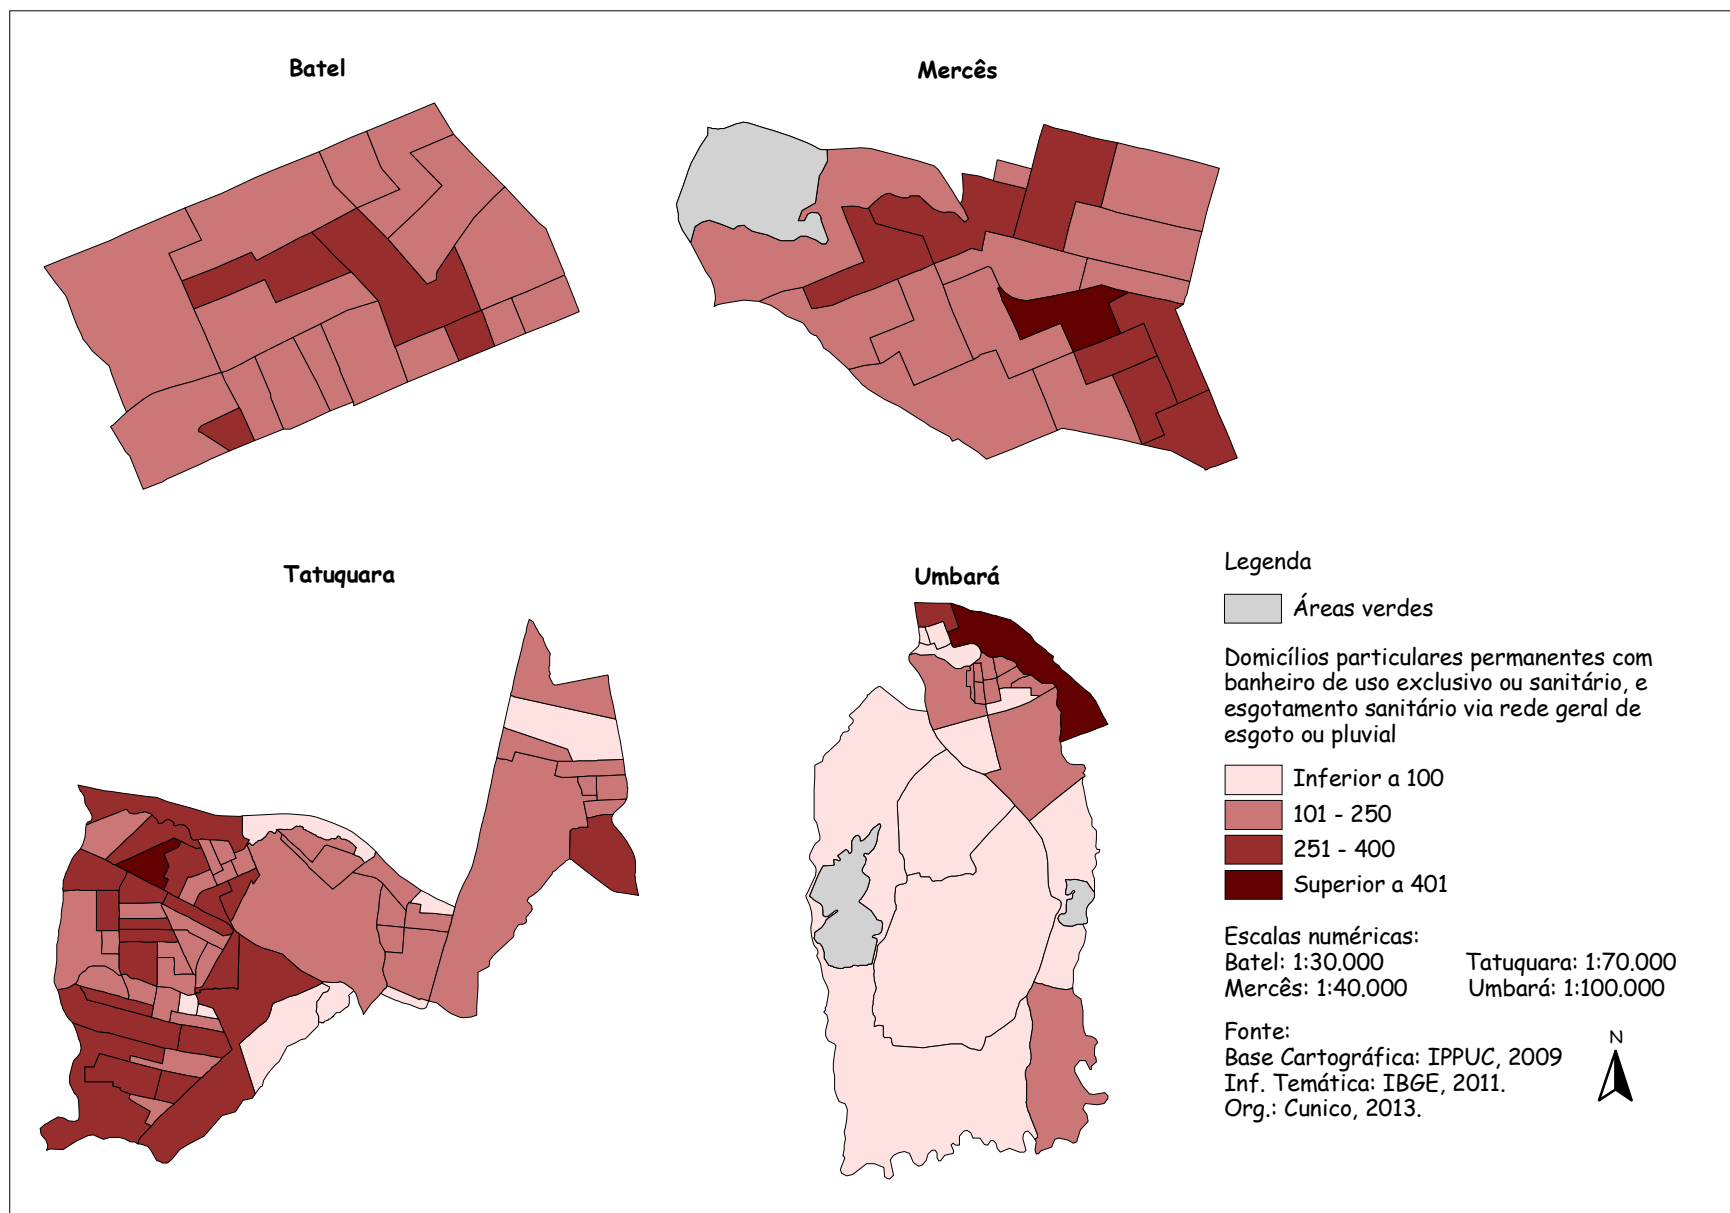 Batel
Mercês
Tatuquara
Umbará
Legenda
Áreas verdes
Domicílios particulares permanentes com
banheiro de uso exclusivo ou sanitário, e
esgotamento sanitário via rede geral de
esgoto ou pluvial
Inferior a 100
101 - 250
251 - 400
Superior a 401
Escalas numéricas:
Batel: 1:30.000 Tatuquara: 1:70.000
Mercês: 1:40.000 Umbará: 1:100.000
Fonte:
Base Cartográfica: IPPUC, 2009
Inf. Temática: IBGE, 2011.
Org.: Cunico, 2013.
N